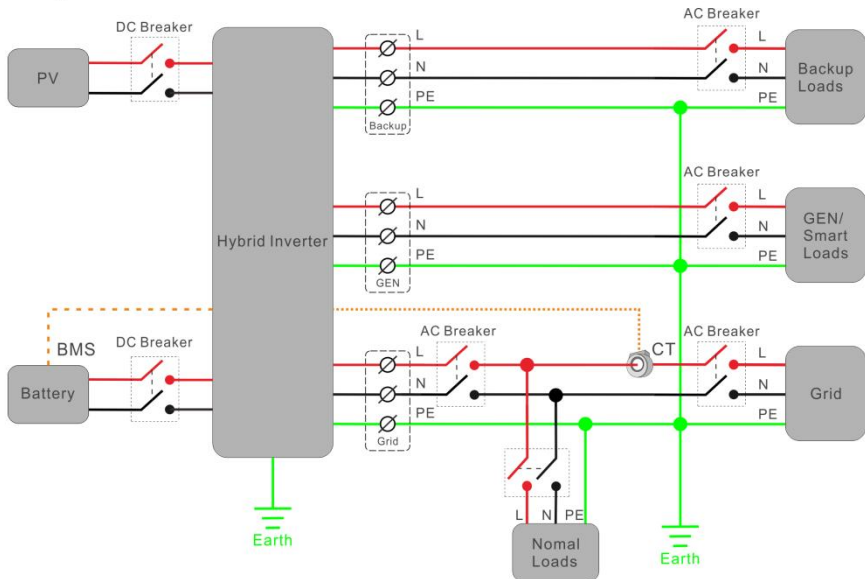 DC Breaker
L
AC Breaker
L
PV
N
N
Backup
Loads
PE
PE
Backup
AC Breaker
L
L
Hybrid Inverter
N
N
GEN/
Smart
Loads
PE
PE
GEN
BMS
DC Breaker
AC Breaker
CT
AC Breaker
L
L
Battery
N
N
Grid
PE
PE
Grid
L
N
PE
Earth
Nomal
Loads
Earth